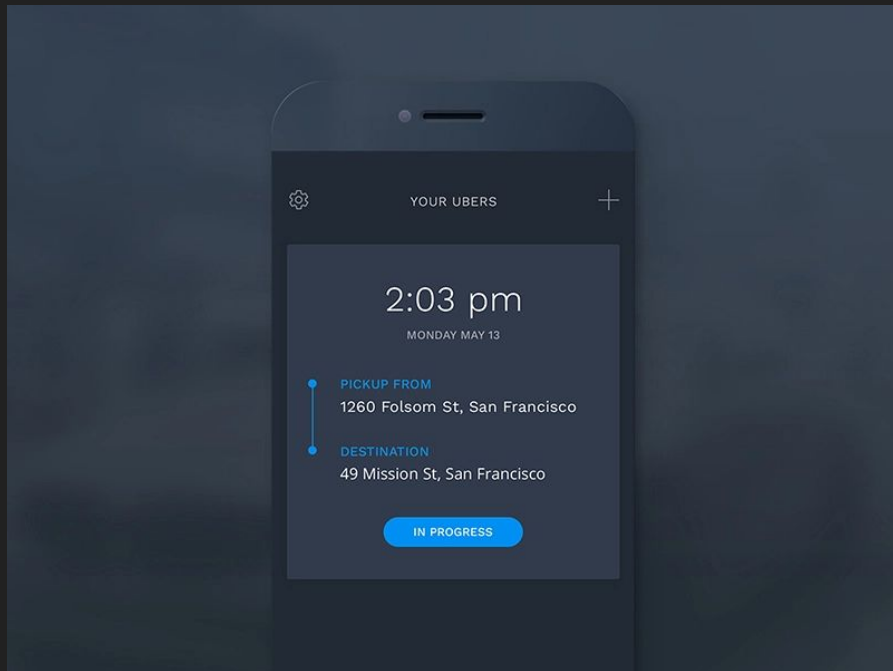 YOUR UBERS
2:03 pm
MONDAY MAY 13
PICKUP FROM
1260 Folsom St, San Francisco
DESTINATION
49 Mission St, San Francisco
IN PROGRESS